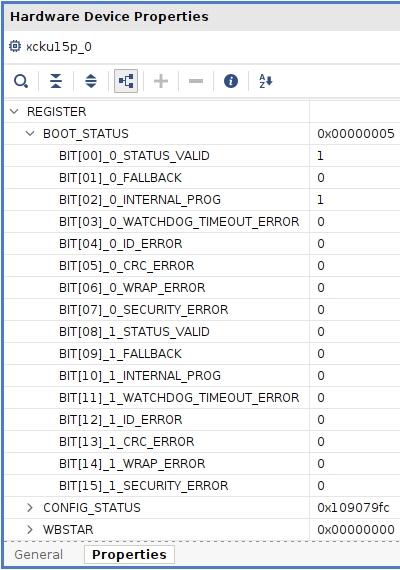 Hardware Device Properties
xcku15p_0
REGISTER
BOOT_STATUS 0x00000005
BIT[00]_0_STATUS_VALID 1
BIT[01]_0_FALLBACK 0
BIT[02]_0_INTERNAL_PROG 1
BIT[03]_0_WATCHDOG_TIMEOUT_ERROR 0
BIT[04]_0_ID_ERROR 0
BIT[05]_0_CRC_ERROR 0
BIT[06]_0_WRAP_ERROR 0
BIT[07]_0_SECURITY_ERROR 0
BIT[08]_1_STATUS_VALID 0
BIT[09]_1_FALLBACK 0
BIT[10]_1_INTERNAL_PROG 0
BIT[11]_1_WATCHDOG_TIMEOUT_ERROR 0
BIT[12]_1_ID_ERROR 0
BIT[13]_1_CRC_ERROR 0
BIT[14]_1_WRAP_ERROR 0
BIT[15]_1_SECURITY_ERROR 0
CONFIG_STATUS 0x109079fc
WBSTAR 0x00000000
General Properties